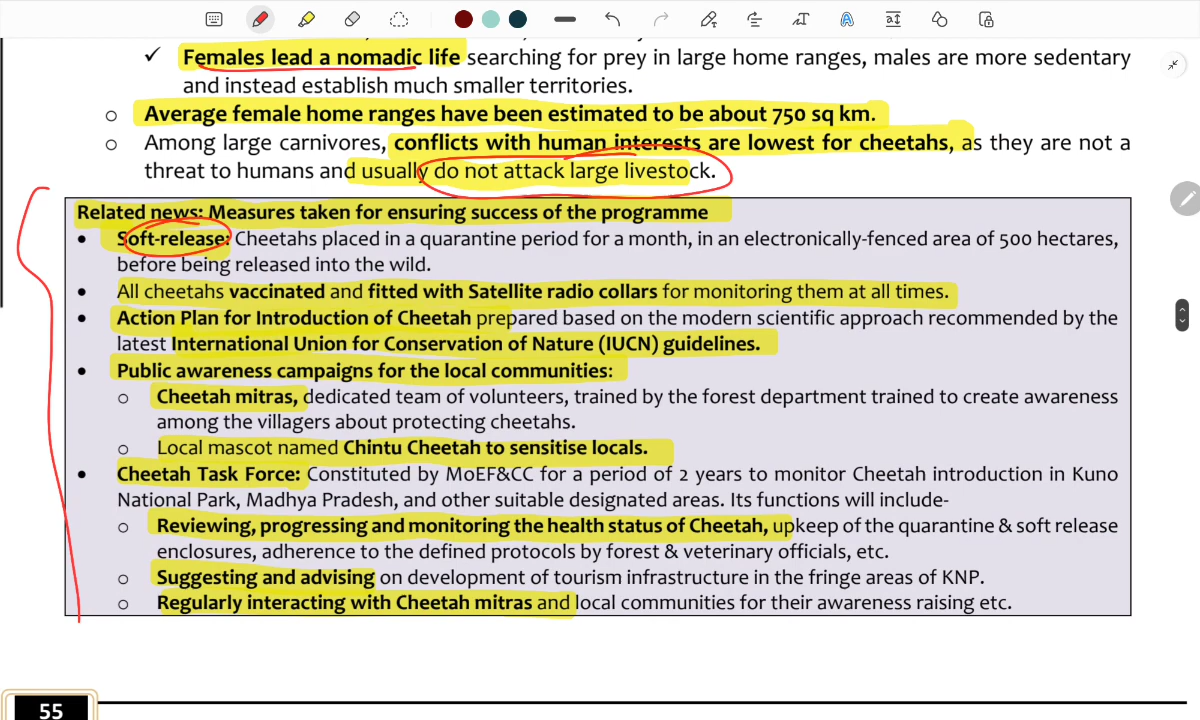 ✓ Females lead a nomadic life searching for prey in large home ranges, males are more sedentary
and instead establish much smaller territories.
o Average female home ranges have been estimated to be about 750 sq km.
o Among large carnivores, conflicts with human interests are lowest for cheetahs, as they are not a
threat to humans and usually do not attack large livestock.
Related news: Measures taken for ensuring success of the programme
• Soft-release: Cheetahs placed in a quarantine period for a month, in an electronically-fenced area of 500 hectares,
before being released into the wild.
• All cheetahs vaccinated and fitted with Satellite radio collars for monitoring them at all times.
• Action Plan for Introduction of Cheetah prepared based on the modern scientific approach recommended by the
latest International Union for Conservation of Nature (IUCN) guidelines.
• Public awareness campaigns for the local communities:
o Cheetah mitras, dedicated team of volunteers, trained by the forest department trained to create awareness
among the villagers about protecting cheetahs.
o Local mascot named Chintu Cheetah to sensitise locals.
• Cheetah Task Force: Constituted by MoEF&CC for a period of 2 years to monitor Cheetah introduction in Kuno
National Park, Madhya Pradesh, and other suitable designated areas. Its functions will include-
o Reviewing, progressing and monitoring the health status of Cheetah, upkeep of the quarantine & soft release
enclosures, adherence to the defined protocols by forest & veterinary officials, etc.
o Suggesting and advising on development of tourism infrastructure in the fringe areas of KNP.
o Regularly interacting with Cheetah mitras and local communities for their awareness raising etc.
55